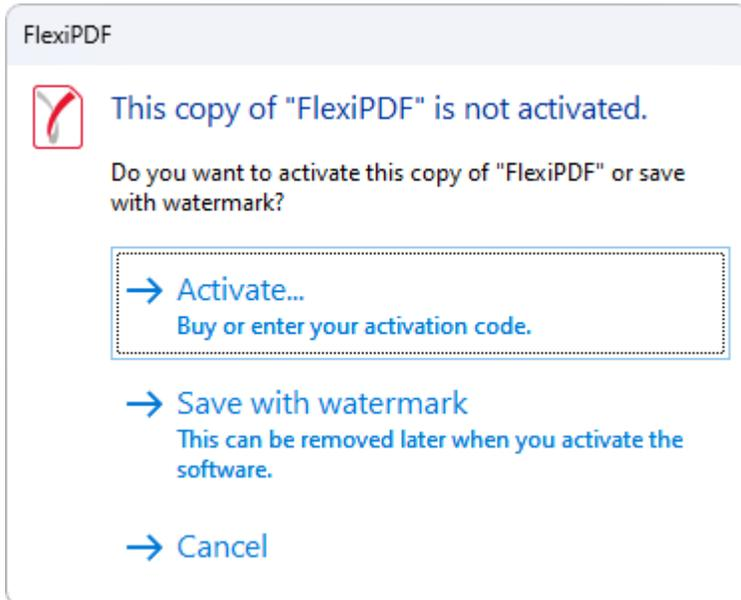 FlexiPDF
This copy of "FlexiPDF" is not activated.
Do you want to activate this copy of "FlexiPDF" or save
with watermark?
Activate...
Buy or enter your activation code.
Save with watermark
This can be removed later when you activate the
software.
Cancel